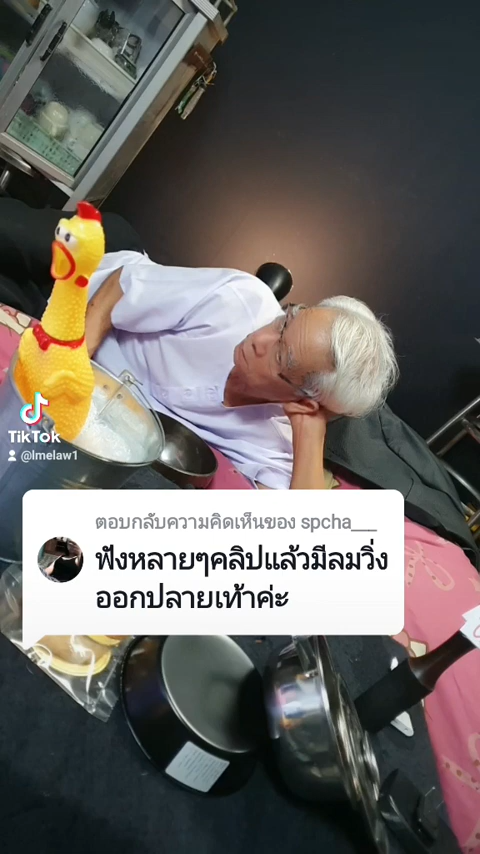 TikTok
@lmelaw1
ตอบกลับความคิดเห็นของ spcha___
ฟังหลายๆคลิปแล้วมีลมวิ่ง
ออกปลายเท้าค่ะ